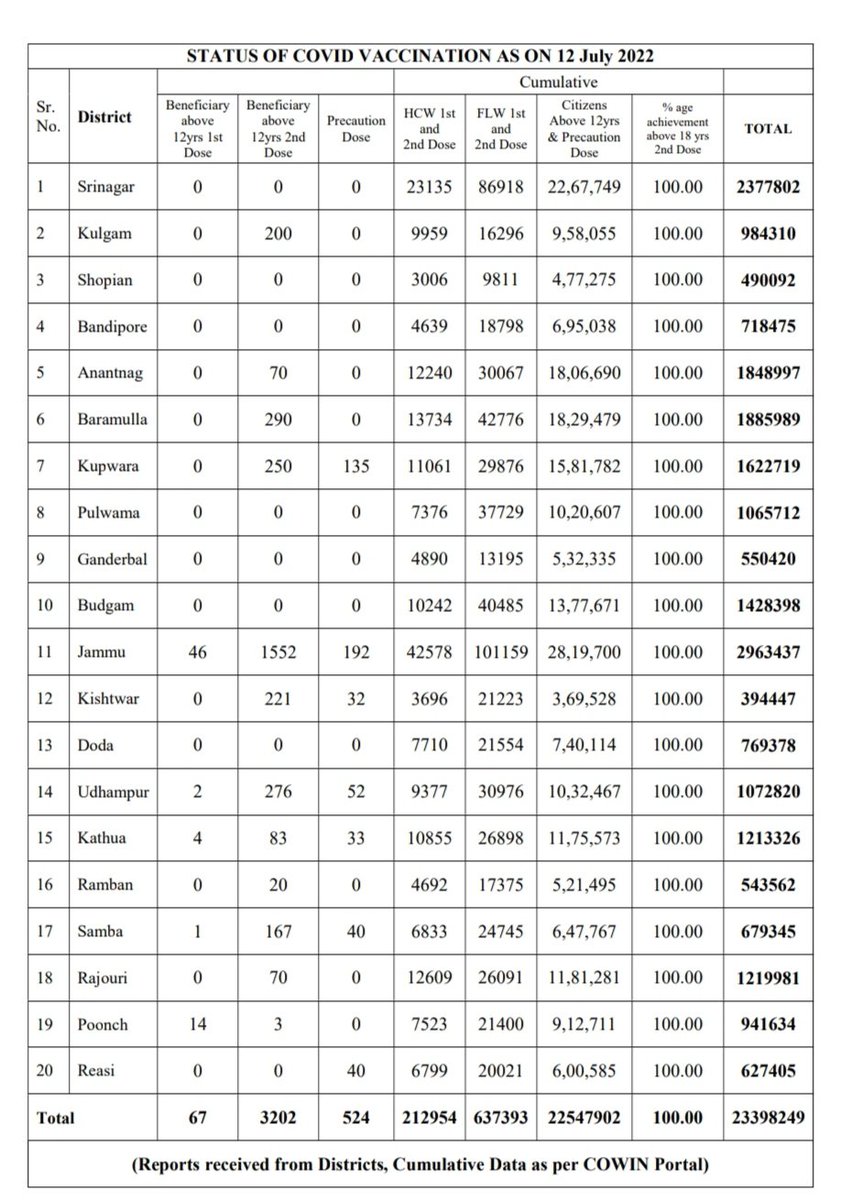 STATUS OF COVID VACCINATION AS ON 12 July 2022
Cumulative
Sr. No. District Beneficiary above 12yrs 1st Dose Beneficiary above 12yrs 2nd Dose Precaution Dose HCW 1st and 2nd Dose FLW 1st and 2nd Dose Citizens Above 12yrs & Precaution Dose % age achievement above 18 yrs 2nd Dose TOTAL
1 Srinagar 0 0 0 23135 86918 22,67,749 100.00 2377802
2 Kulgam 0 200 0 9959 16296 9,58,055 100.00 984310
3 Shopian 0 0 0 3006 9811 4,77,275 100.00 490092
4 Bandipore 0 0 0 4639 18798 6,95,038 100.00 718475
5 Anantnag 0 70 0 12240 30067 18,06,690 100.00 1848997
6 Baramulla 0 290 0 13734 42776 18,29,479 100.00 1885989
7 Kupwara 0 250 135 11061 29876 15,81,782 100.00 1622719
8 Pulwama 0 0 0 7376 37729 10,20,607 100.00 1065712
9 Ganderbal 0 0 0 4890 13195 5,32,335 100.00 550420
10 Budgam 0 0 0 10242 40485 13,77,671 100.00 1428398
11 Jammu 46 1552 192 42578 101159 28,19,700 100.00 2963437
12 Kishtwar 0 221 32 3696 21223 3,69,528 100.00 394447
13 Doda 0 0 0 7710 21554 7,40,114 100.00 769378
14 Udhampur 2 276 52 9377 30976 10,32,467 100.00 1072820
15 Kathua 4 83 33 10855 26898 11,75,573 100.00 1213326
16 Ramban 0 20 0 4692 17375 5,21,495 100.00 543562
17 Samba 1 167 40 6833 24745 6,47,767 100.00 679345
18 Rajouri 0 70 0 12609 26091 11,81,281 100.00 1219981
19 Poonch 14 3 0 7523 21400 9,12,711 100.00 941634
20 Reasi 0 0 40 6799 20021 6,00,585 100.00 627405
Total 67 3202 524 212954 637393 22547902 100.00 23398249
(Reports received from Districts, Cumulative Data as per COWIN Portal)